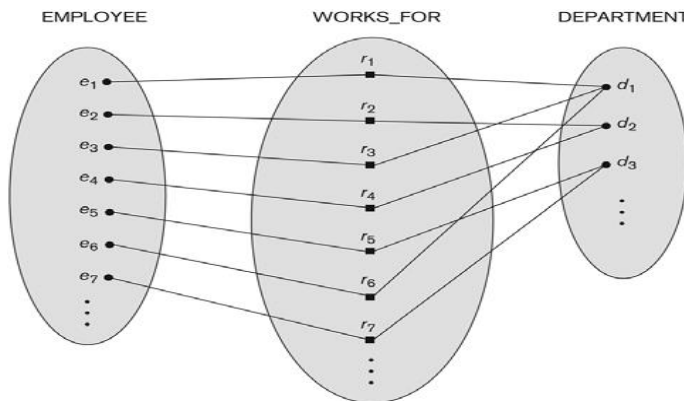 EMPLOYEE WORKS_FOR DEPARTMENT
e1
e2
e3
e4
e5
e6
e7
r1
r2
r3
r4
r5
r6
r7
d1
d2
d3